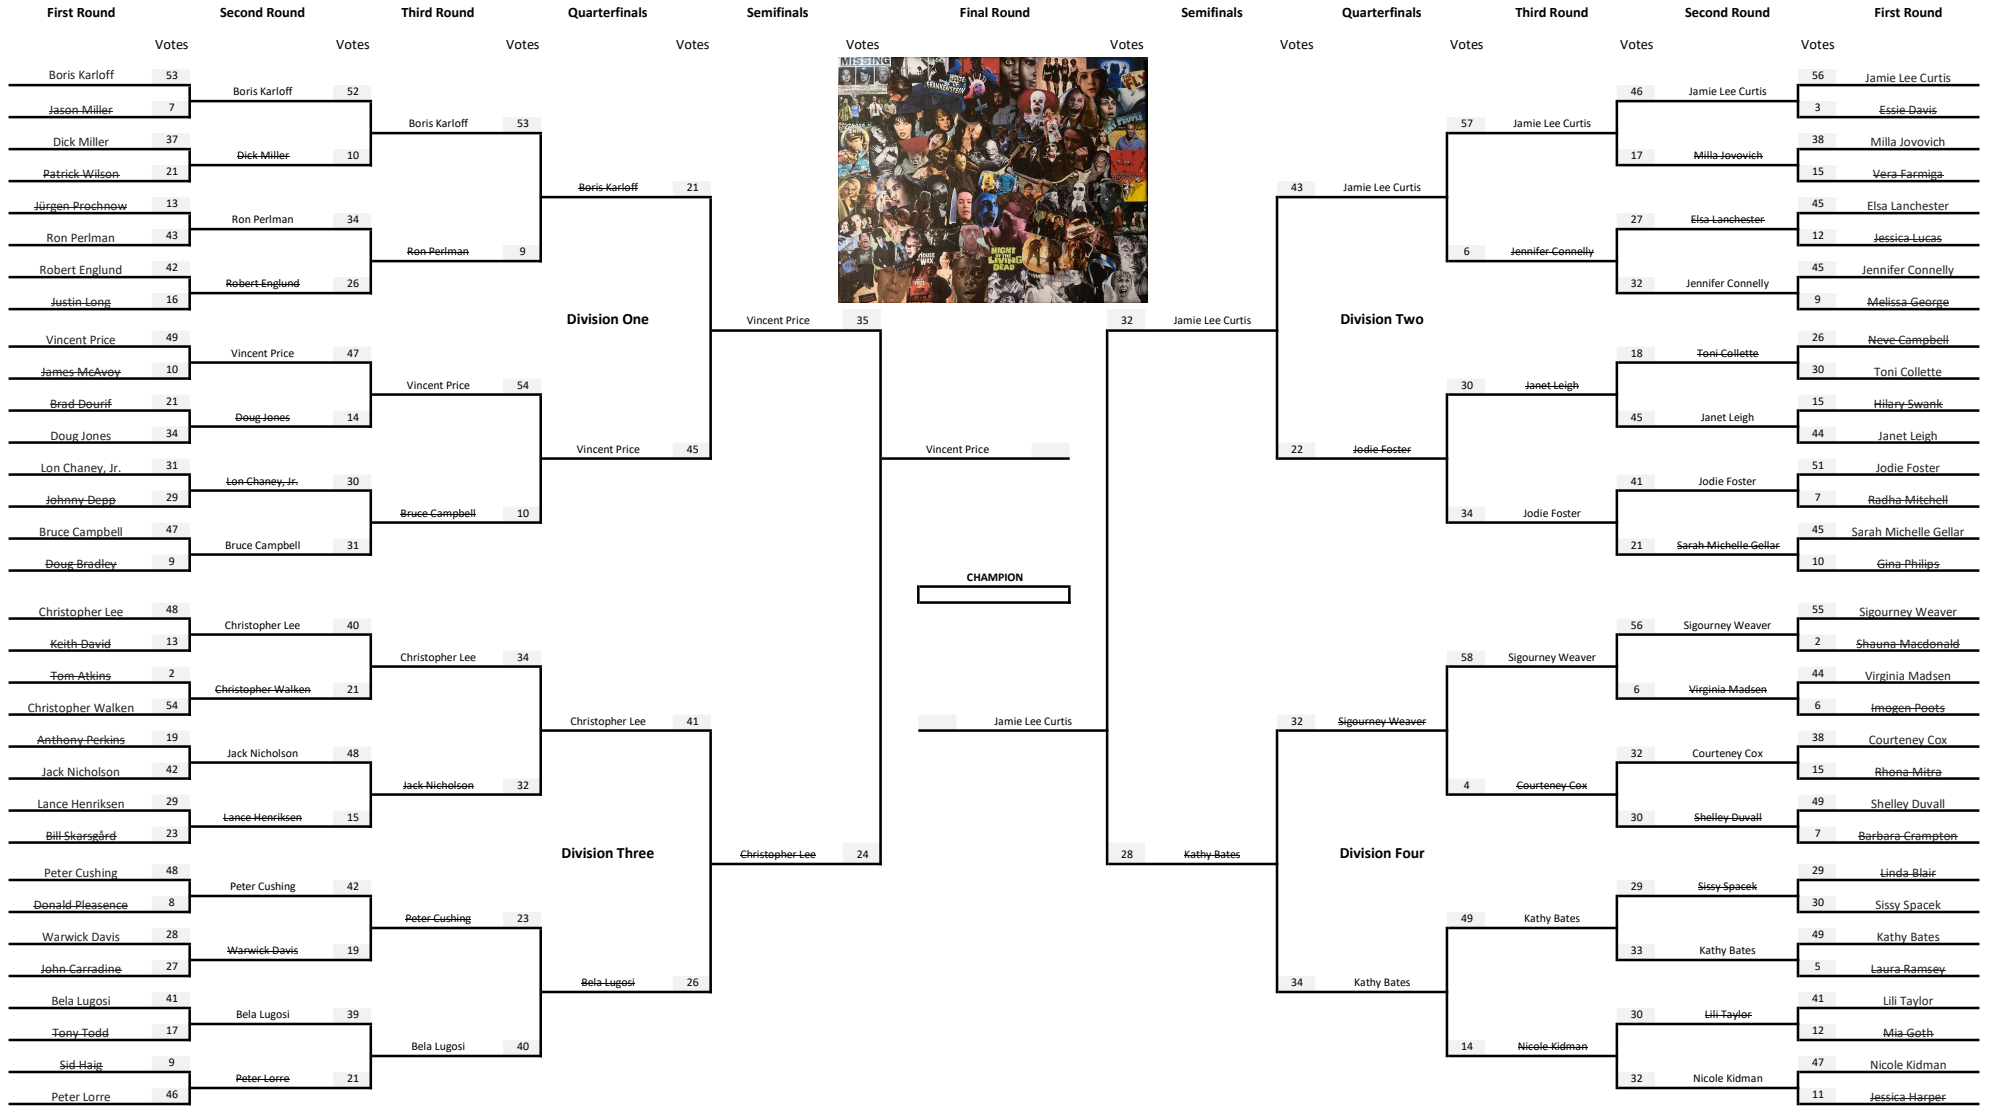 First Round
Second Round
Third Round
Quarterfinals
Semifinals
Final Round
Semifinals
Quarterfinals
Third Round
Second Round
First Round
Votes
Votes
Votes
Votes
Votes
Votes
Votes
Votes
Votes
Votes
Boris Karloff 53
Jason Miller 7
Dick Miller 37
Patrick Wilson 21
Jürgen Prochnow 13
Ron Perlman 43
Robert Englund 42
Justin Long 16
Vincent Price 49
James McAvoy 10
Brad Dourif 21
Doug Jones 34
Lon Chaney, Jr. 31
Johnny Depp 29
Bruce Campbell 47
Doug Bradley 9
Christopher Lee 48
Keith David 13
Tom Atkins 2
Christopher Walken 54
Anthony Perkins 19
Jack Nicholson 42
Lance Henriksen 29
Bill Skarsgård 23
Peter Cushing 48
Donald Pleasence 8
Warwick Davis 28
John Carradine 27
Bela Lugosi 41
Tony Todd 17
Sid Haig 9
Peter Lorre 46
Boris Karloff 52
Dick Miller 10
Ron Perlman 34
Robert Englund 26
Vincent Price 47
Doug Jones 14
Lon Chaney, Jr. 30
Bruce Campbell 31
Christopher Lee 40
Christopher Walken 21
Jack Nicholson 48
Lance Henriksen 15
Peter Cushing 42
Warwick Davis 19
Bela Lugosi 39
Peter Lorre 21
Boris Karloff 53
Ron Perlman 9
Vincent Price 54
Bruce Campbell 10
Christopher Lee 34
Jack Nicholson 32
Peter Cushing 23
Bela Lugosi 40
Boris Karloff 21
Division One
Vincent Price 45
Christopher Lee 41
Division Three
Bela Lugosi 26
Vincent Price 35
Christopher Lee 24
MISSING
HOUSE OF FRANKENSTEIN
HOUSE OF WAX
NIGHT OF THE LIVING DEAD
Vincent Price
CHAMPION
Jamie Lee Curtis
32 Jamie Lee Curtis
28 Kathy Bates
43 Jamie Lee Curtis
Division Two
22 Jodie Foster
32 Sigourney Weaver
Division Four
34 Kathy Bates
57 Jamie Lee Curtis
6 Jennifer Connelly
30 Janet Leigh
34 Jodie Foster
58 Sigourney Weaver
4 Courteney Cox
49 Kathy Bates
14 Nicole Kidman
46 Jamie Lee Curtis
17 Milla Jovovich
27 Elsa Lanchester
32 Jennifer Connelly
18 Toni Collette
45 Janet Leigh
41 Jodie Foster
21 Sarah Michelle Gellar
56 Sigourney Weaver
6 Virginia Madsen
32 Courteney Cox
30 Shelley Duvall
29 Sissy Spacek
33 Kathy Bates
30 Lili Taylor
32 Nicole Kidman
56 Jamie Lee Curtis
3 Essie Davis
38 Milla Jovovich
15 Vera Farmiga
45 Elsa Lanchester
12 Jessica Lucas
45 Jennifer Connelly
9 Melissa George
26 Neve Campbell
30 Toni Collette
15 Hilary Swank
44 Janet Leigh
51 Jodie Foster
7 Radha Mitchell
45 Sarah Michelle Gellar
10 Gina Philips
55 Sigourney Weaver
2 Shauna Macdonald
44 Virginia Madsen
6 Imogen Poots
38 Courteney Cox
15 Rhona Mitra
49 Shelley Duvall
7 Barbara Crampton
29 Linda Blair
30 Sissy Spacek
49 Kathy Bates
5 Laura Ramsey
41 Lili Taylor
12 Mia Goth
47 Nicole Kidman
11 Jessica Harper